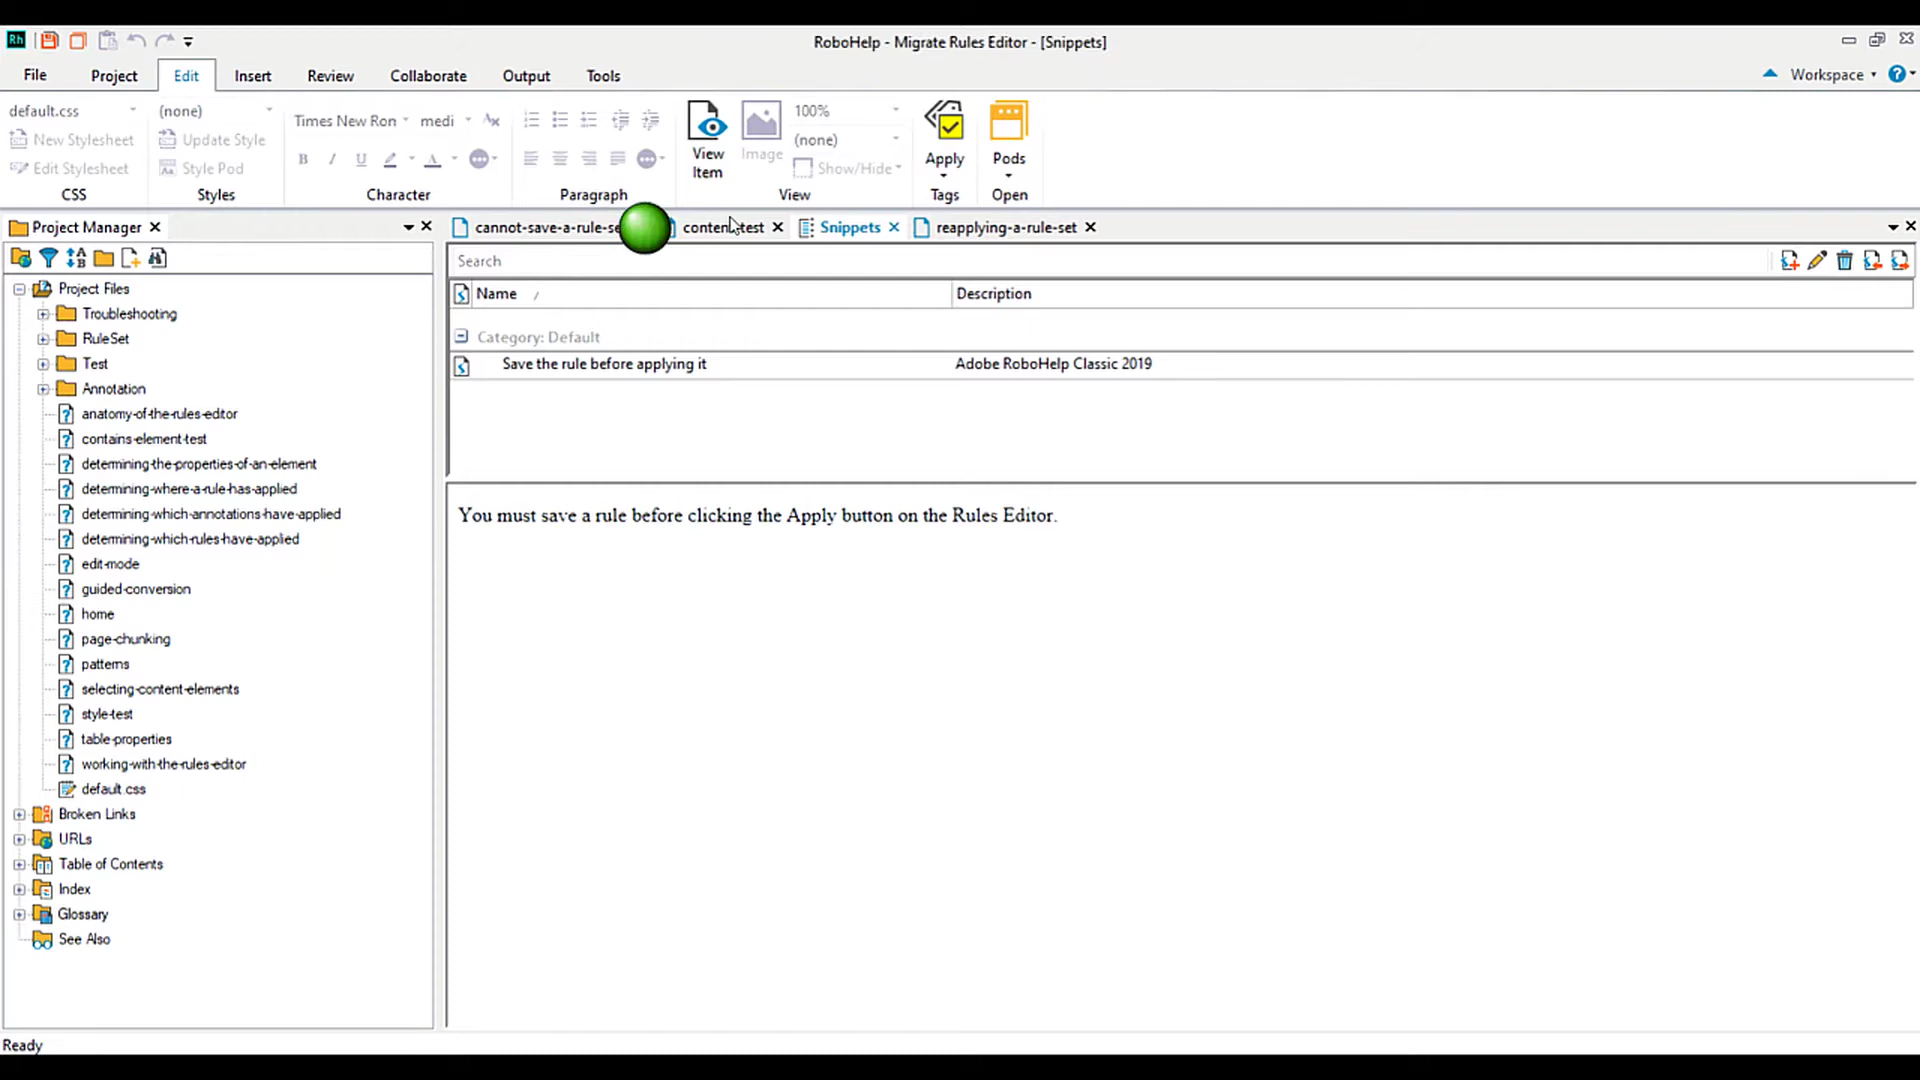 Rh
RoboHelp - Migrate Rules Editor - [Snippets]
File Project Edit Insert Review Collaborate Output Tools
Workspace
default.css
(none)
Times New Ron
medi
100%
New Stylesheet
Update Style
(none)
Edit Stylesheet
Style Pod
B I U A
View Item
Image
Show/Hide
Apply
Pods
CSS Styles Character Paragraph View Tags Open
Project Manager
cannot-save-a-rule-se
Snippets
reapplying-a-rule-set
Search
Name
Description
Category: Default
Save the rule before applying it
Adobe RoboHelp Classic 2019
You must save a rule before clicking the Apply button on the Rules Editor.
Project Files
Troubleshooting
RuleSet
Test
Annotation
anatomy-of-the-rules-editor
contains-element-test
determining-the-properties-of-an-element
determining-where-a-rule-has-applied
determining-which-annotations-have-applied
determining-which-rules-have-applied
edit-mode
guided-conversion
home
page-chunking
patterns
selecting-content-elements
style-test
table-properties
working-with-the-rules-editor
default.css
Broken Links
URLs
Table of Contents
Index
Glossary
See Also
Ready